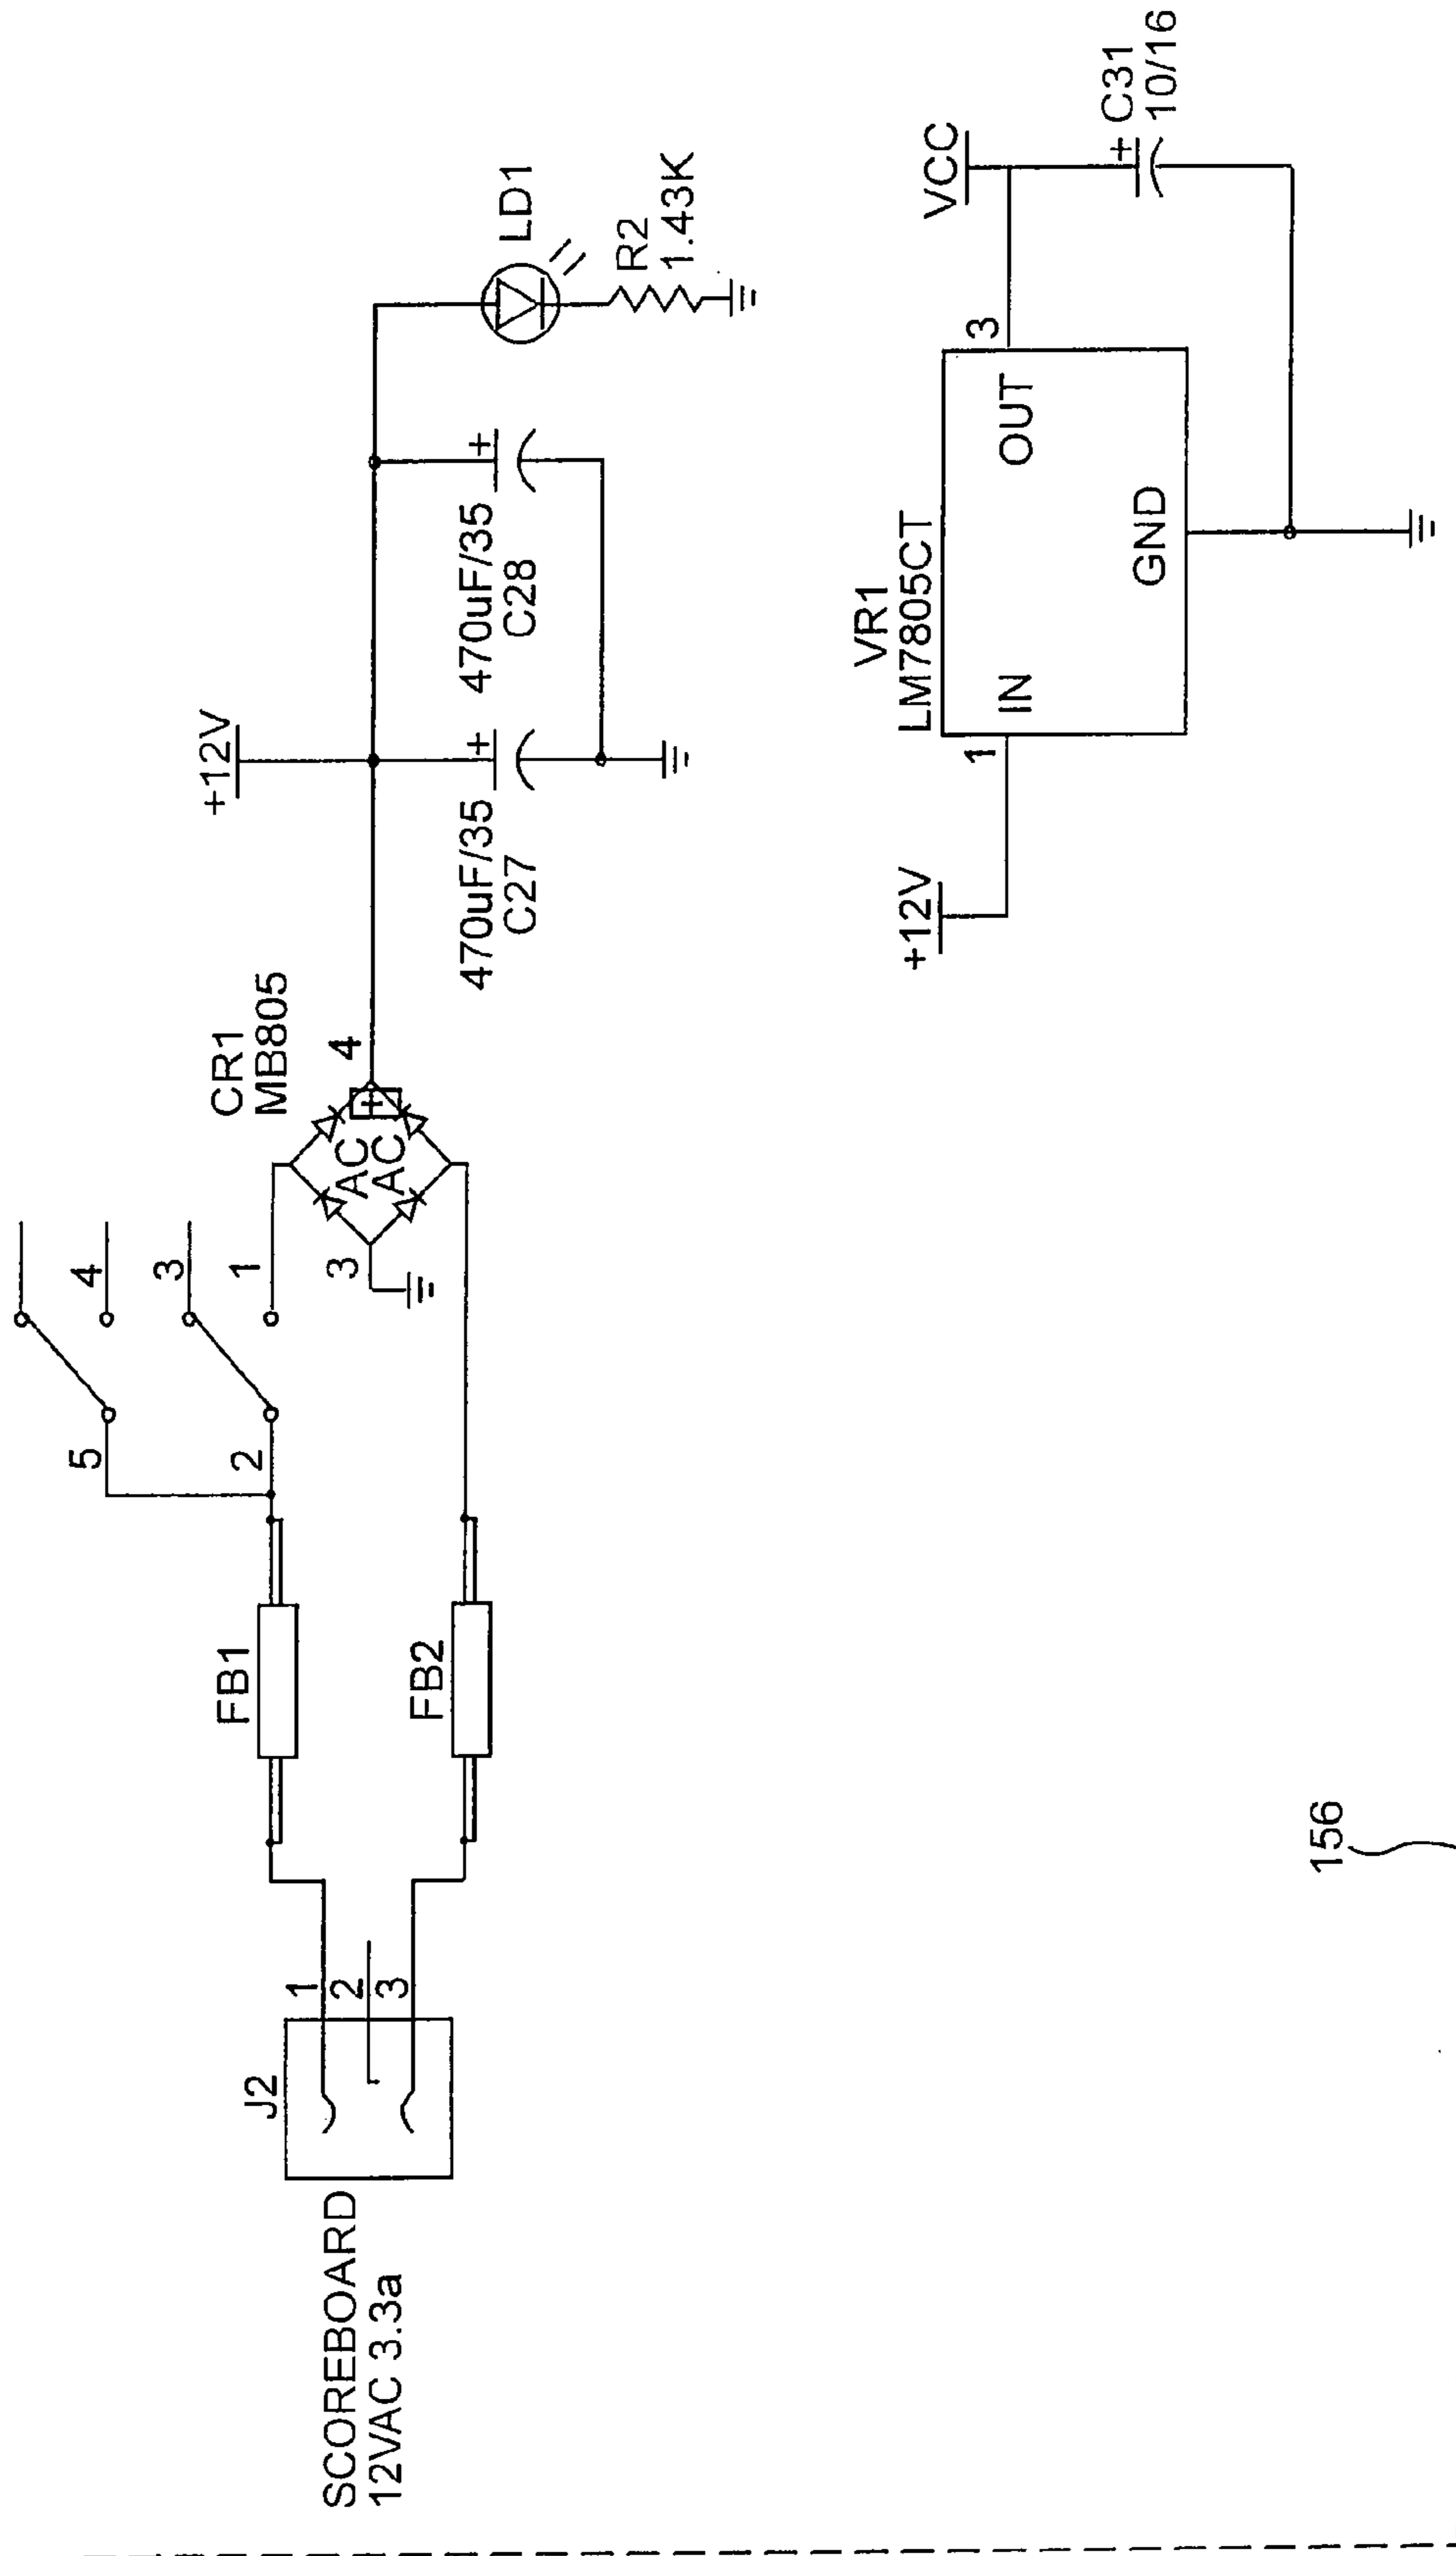 SCOREBOARD
12VAC 3.3a
J2
1
2
3
FB1
FB2
5
2
4
3
1
CR1
MB805
AC
AC
+
3
4
+12V
470uF/35
C27
+
470uF/35
C28
+
LD1
R2
1.43K
+12V
1
VR1
LM7805CT
IN
OUT
GND
3
VCC
+
C31
10/16
156